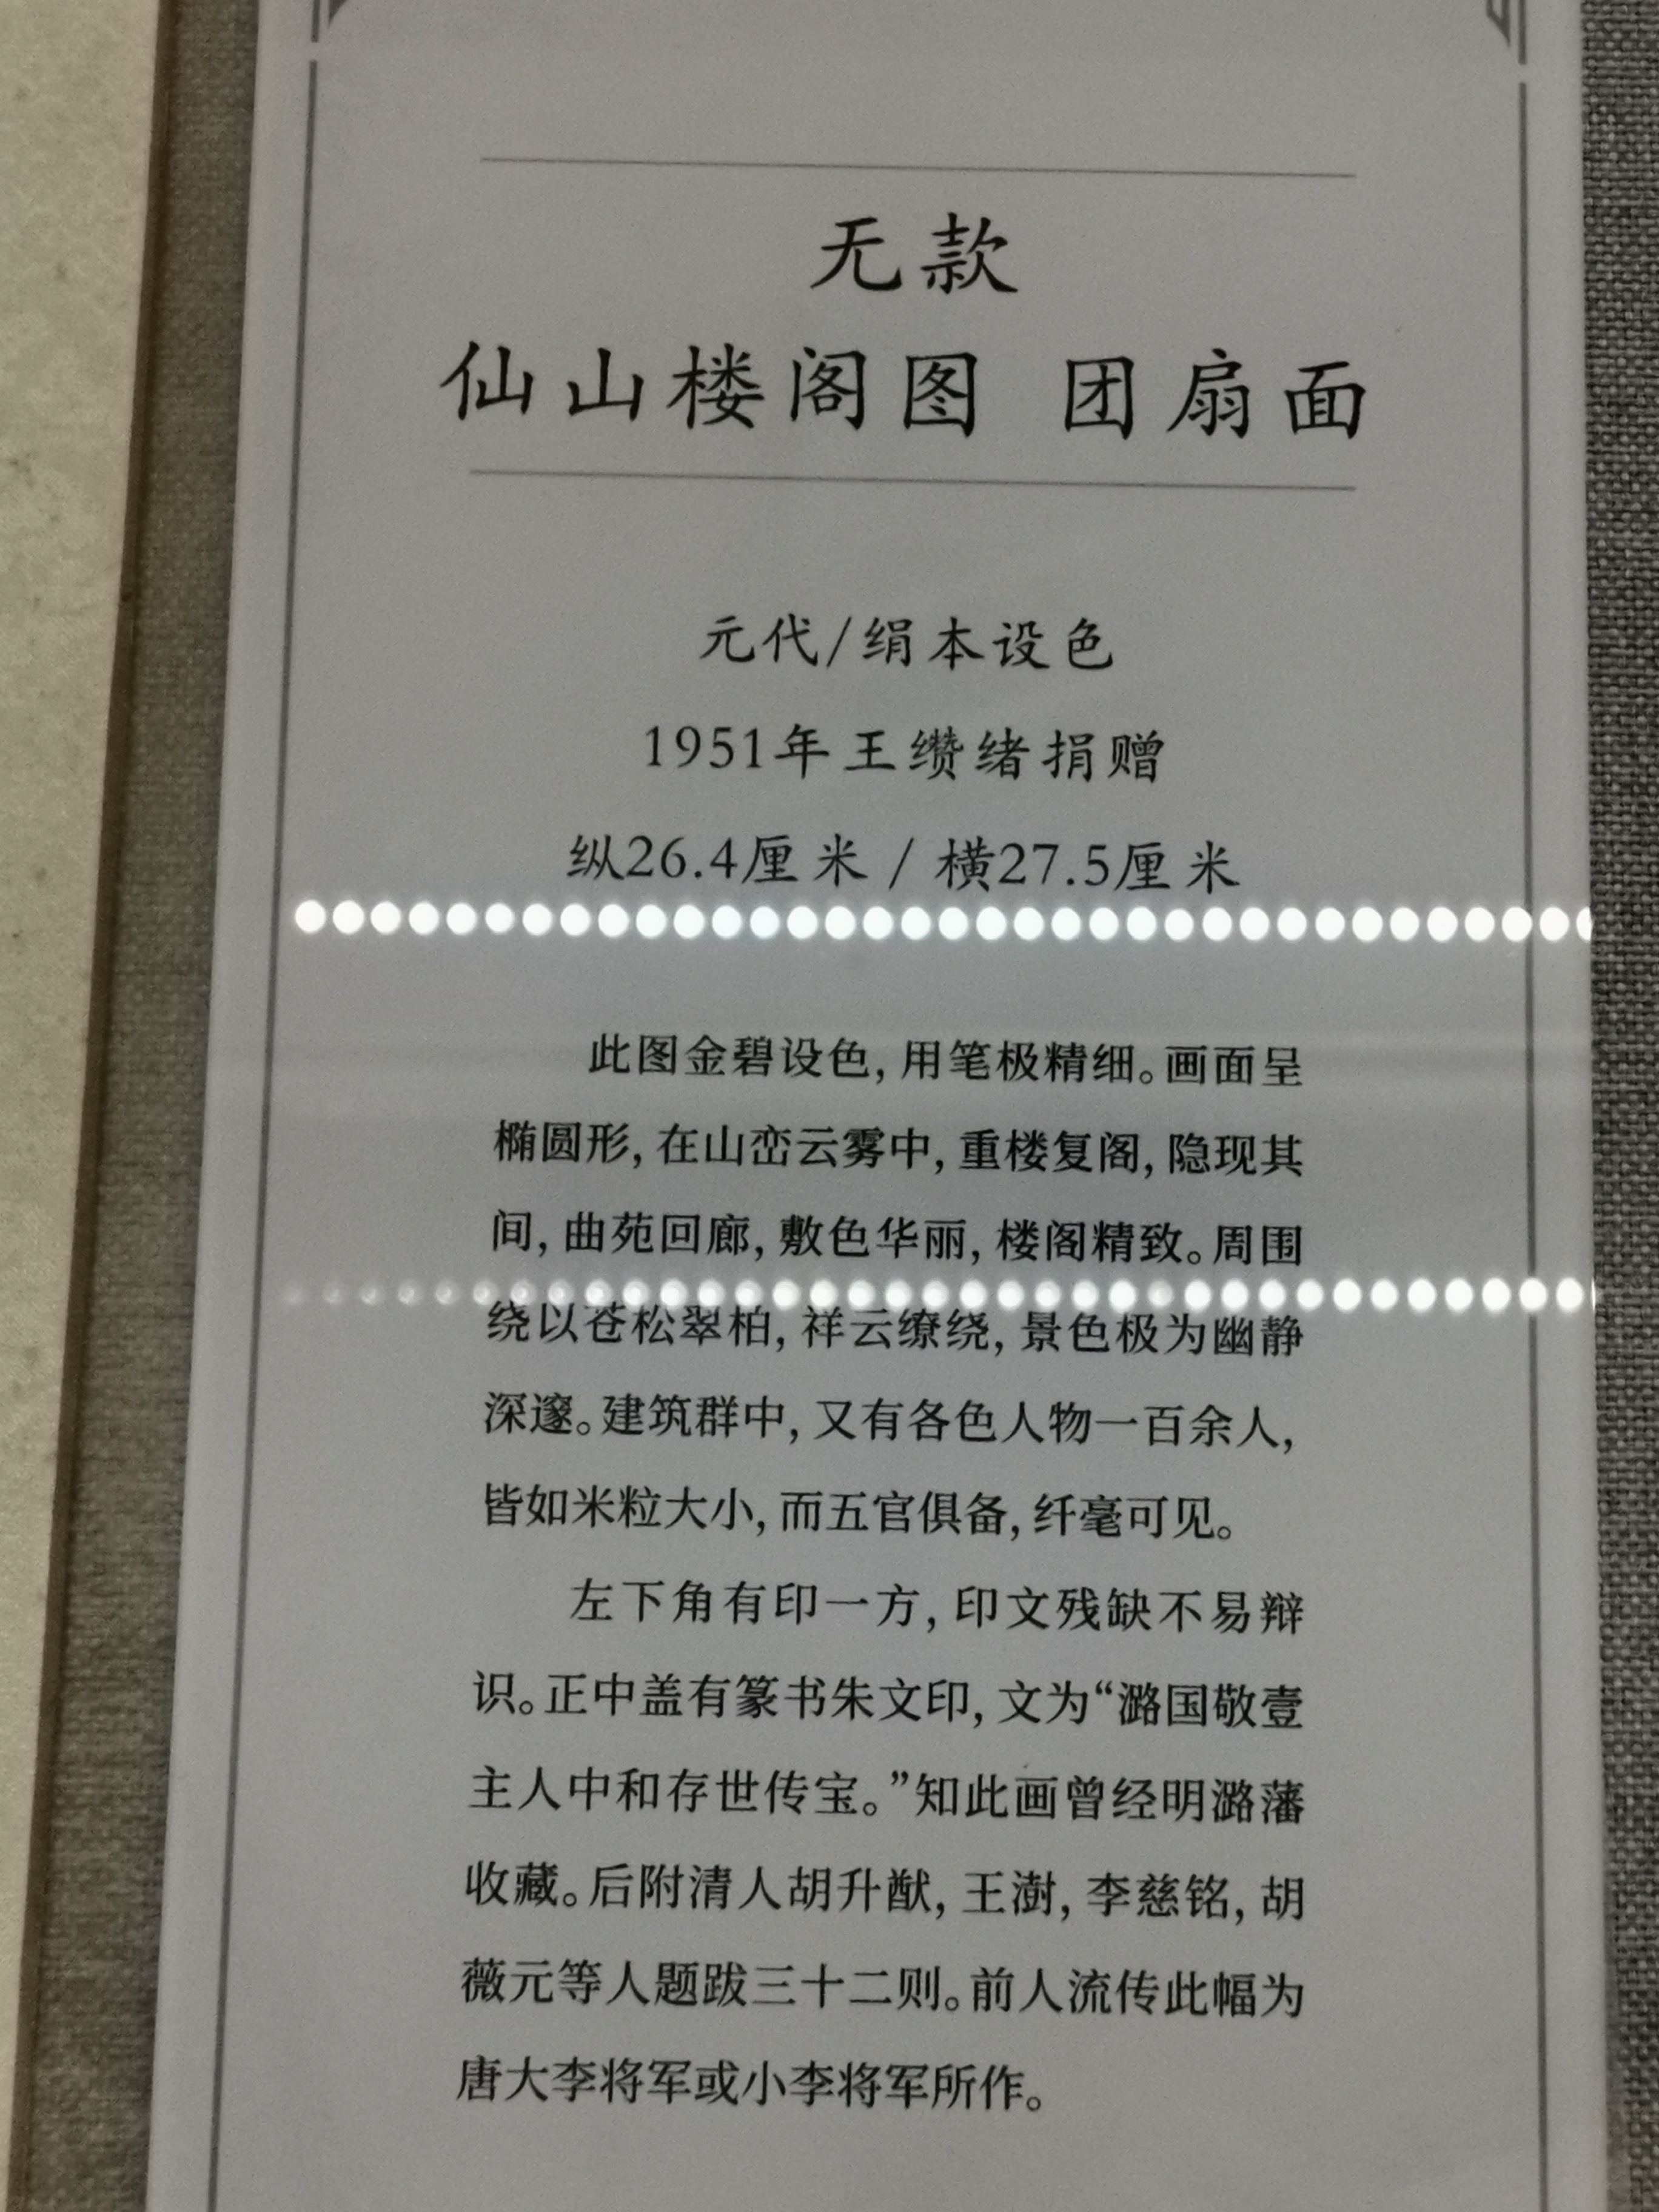 无款
仙山楼阁图 团扇面
元代/绢本设色
1951年王缵绪捐赠
纵26.4厘米 / 横27.5厘米
此图金碧设色，用笔极精细。画面呈
椭圆形，在山峦云雾中，重楼复阁，隐现其
间，曲苑回廊，敷色华丽，楼阁精致。周围
绕以苍松翠柏，祥云缭绕，景色极为幽静
深邃。建筑群中，又有各色人物一百余人，
皆如米粒大小，而五官俱备，纤毫可见。
左下角有印一方，印文残缺不易辩
识。正中盖有篆书朱文印，文为“潞国敬壹
主人中和存世传宝。”知此画曾经明潞藩
收藏。后附清人胡升猷，王澍，李慈铭，胡
薇元等人题跋三十二则。前人流传此幅为
唐大李将军或小李将军所作。